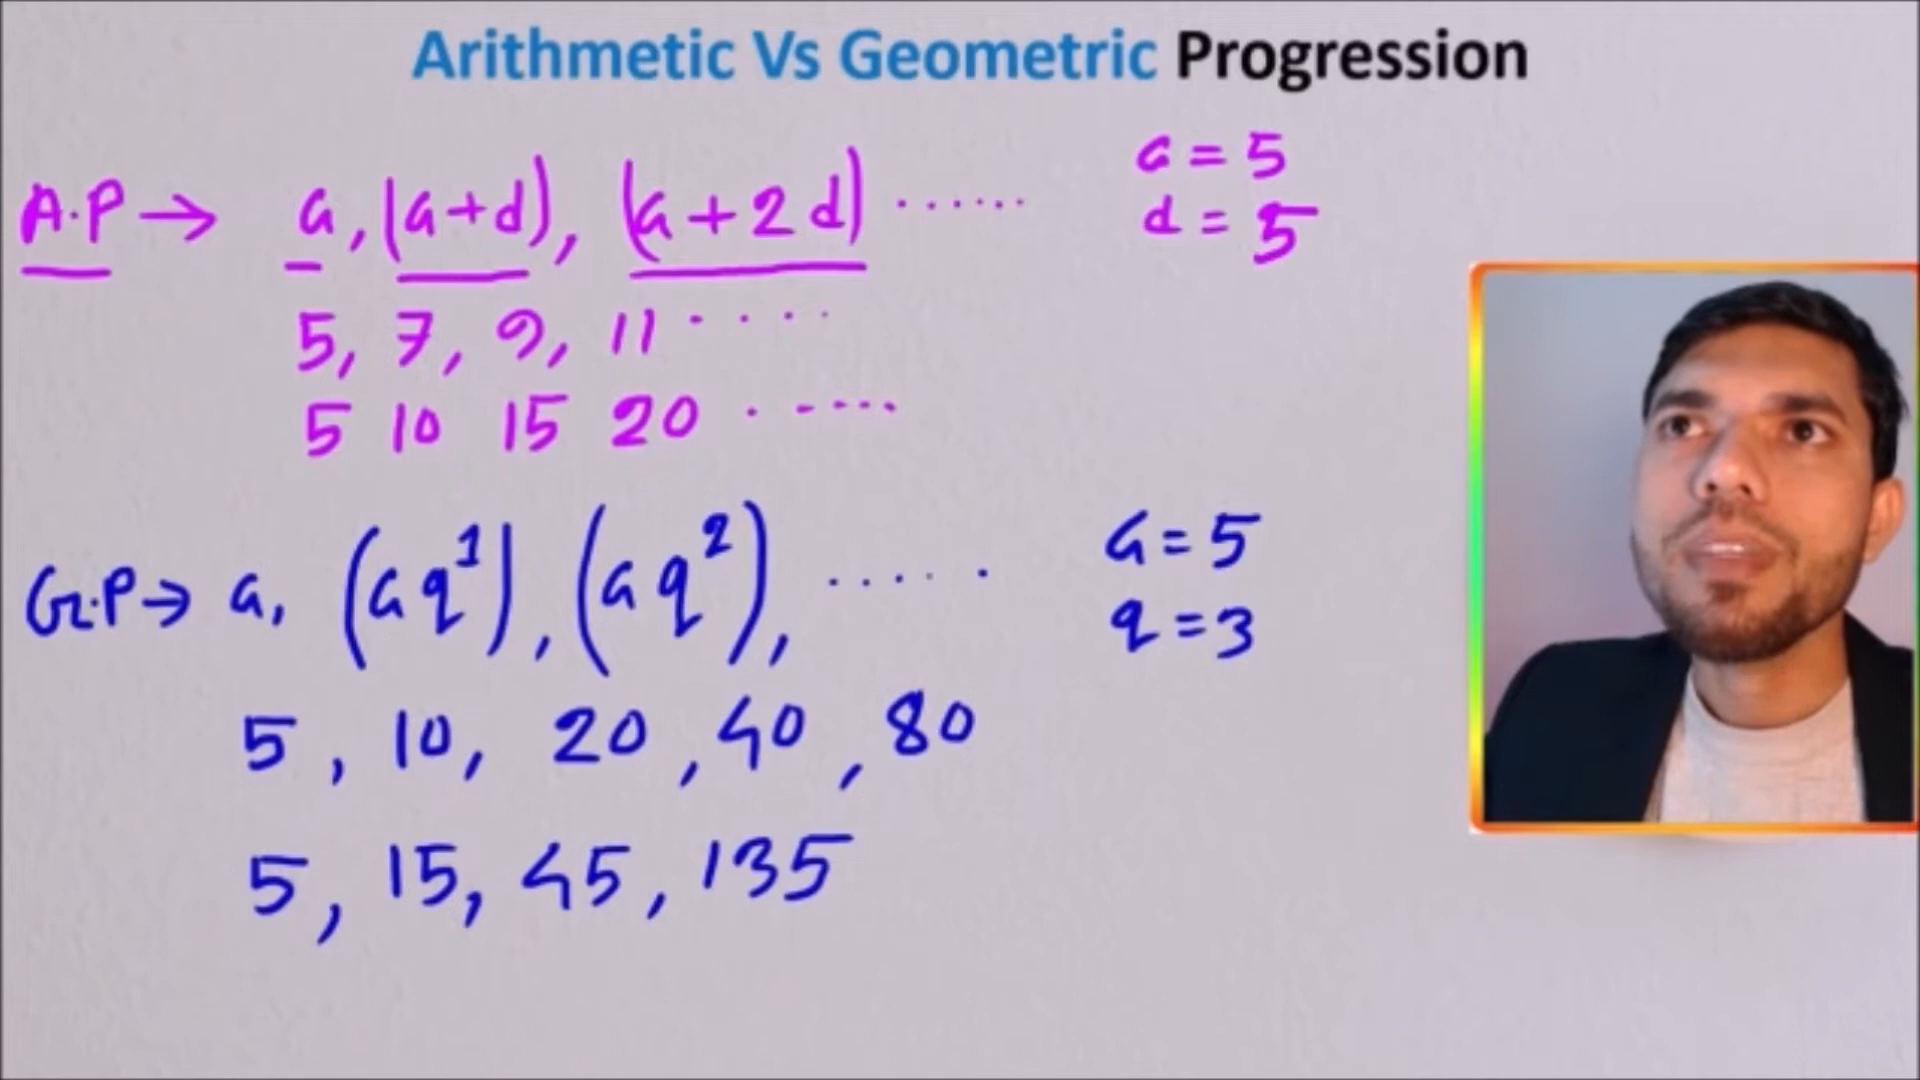 Arithmetic Vs Geometric Progression
A.P → a, (a+d), (a+2d) ......
a = 5
d = 5
5, 7, 9, 11 ....
5 10 15 20 ......
G.P → a, (aq¹), (aq²), .....
a = 5
q = 3
5, 10, 20, 40, 80
5, 15, 45, 135